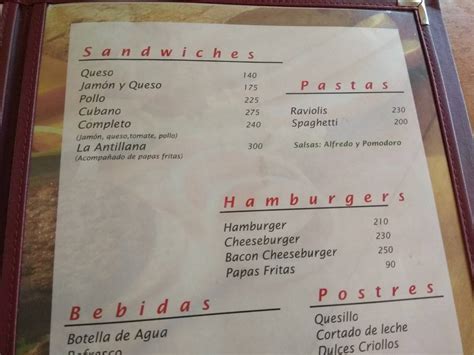 Sandwiches
Queso 140
Jamón y Queso 175
Pollo 225
Cubano 275
Completo 240
(Jamón, queso,tomate, pollo)
La Antillana 300
(Acompañado de papas fritas)
Pastas
Raviolis 230
Spaghetti 200
Salsas: Alfredo y Pomodoro
Hamburgers
Hamburger 210
Cheeseburger 230
Bacon Cheeseburger 250
Papas Fritas 90
Bebidas
Botella de Agua
Refresco
Postres
Quesillo
Cortado de leche
Dulces Criollos